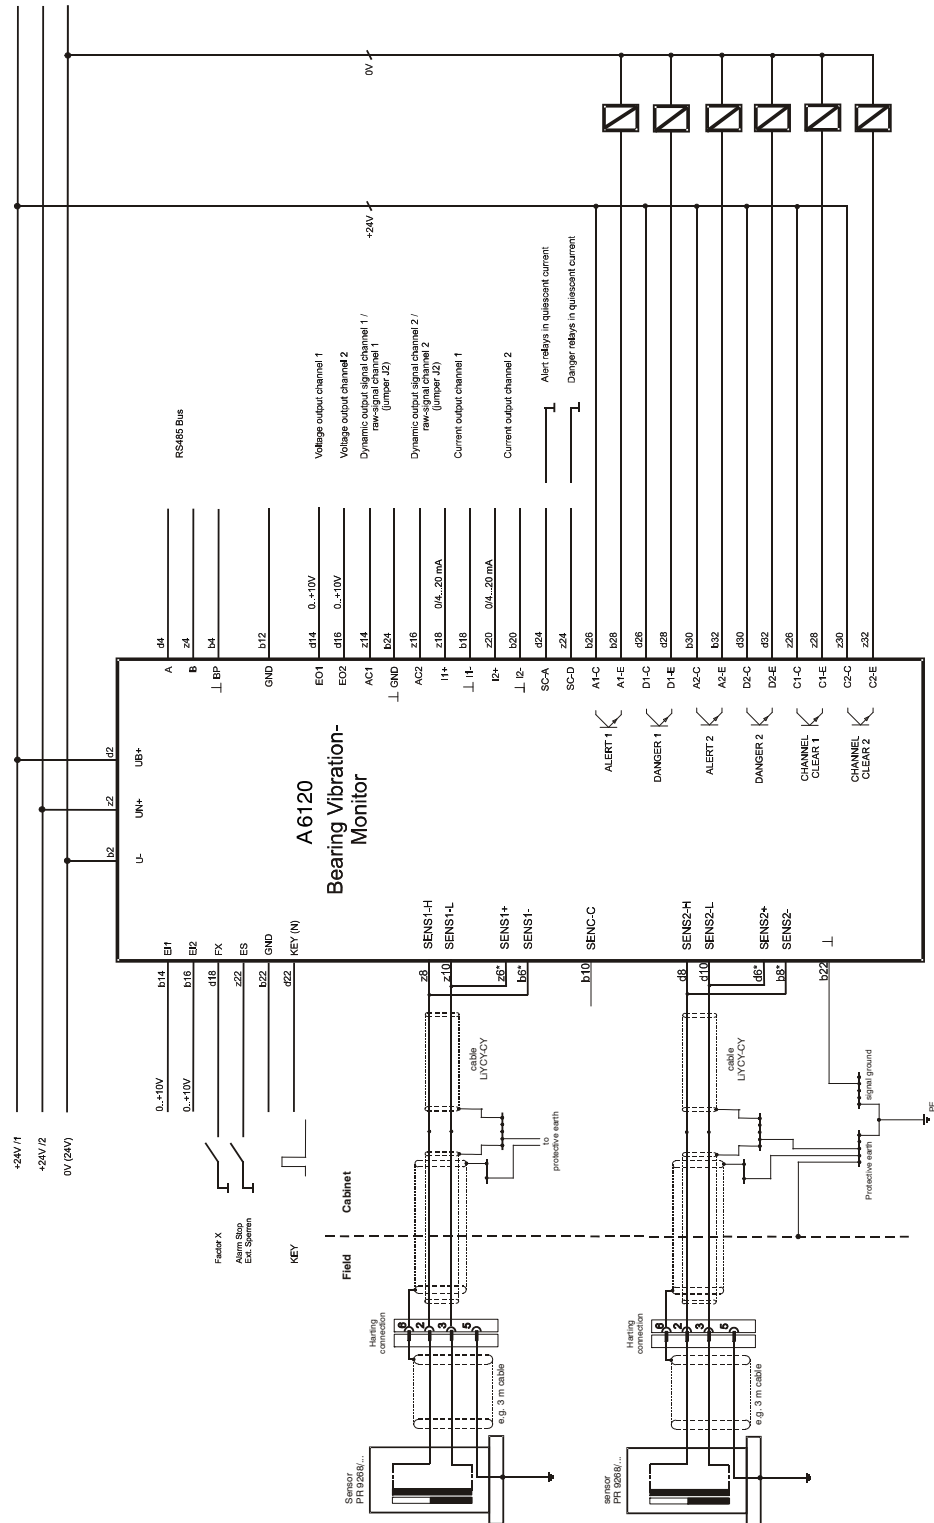 0V
+24V
Alert relays in quiescent current
Danger relays in quiescent current
RS485 Bus
Voltage output channel 1
Voltage output channel 2
Dynamic output signal channel 1 /
raw-signal channel 1
(jumper J2)
Dynamic output signal channel 2 /
raw-signal channel 2
(jumper J2)
Current output channel 1
Current output channel 2
0..+10V
0..+10V
0/4...20 mA
0/4...20 mA
d4
z4
b4
b12
d14
d16
z14
b24
z16
z18
b18
z20
b20
d24
z24
b26
b28
d26
d28
b30
b32
d30
d32
z26
z28
z30
z32
A
B
BP
GND
EO1
EO2
AC1
GND
AC2
I1+
I1-
I2+
I2-
SC-A
SC-D
A1-C
A1-E
D1-C
D1-E
A2-C
A2-E
D2-C
D2-E
C1-C
C1-E
C2-C
C2-E
ALERT 1
DANGER 1
ALERT 2
DANGER 2
CHANNEL
CLEAR 1
CHANNEL
CLEAR 2
d2
UB+
z2
UN+
b2
U-
A6120
Bearing Vibration-
Monitor
EI1
EI2
FX
ES
GND
KEY (N)
SENS1-H
SENS1-L
SENS1+
SENS1-
SENC-C
SENS2-H
SENS2-L
SENS2+
SENS2-
b14
b16
d18
z22
b22
d22
z8
z10
z6*
b6*
b10
d8
d10
d6*
b8*
b22
0..+10V
0..+10V
+24V /1
+24V /2
0V (24V)
Factor X
Alarm Stop
Ext. Sperren
KEY
cable
LiYCY-CY
to
protective earth
cable
LiYCY-CY
signal ground
Protective earth
PE
Cabinet
Field
Harting
connection
6
2
3
5
e.g. 3 m cable
Sensor
PR 9268/...
Harting
connection
6
2
3
5
e.g. 3 m cable
sensor
PR 9268/...